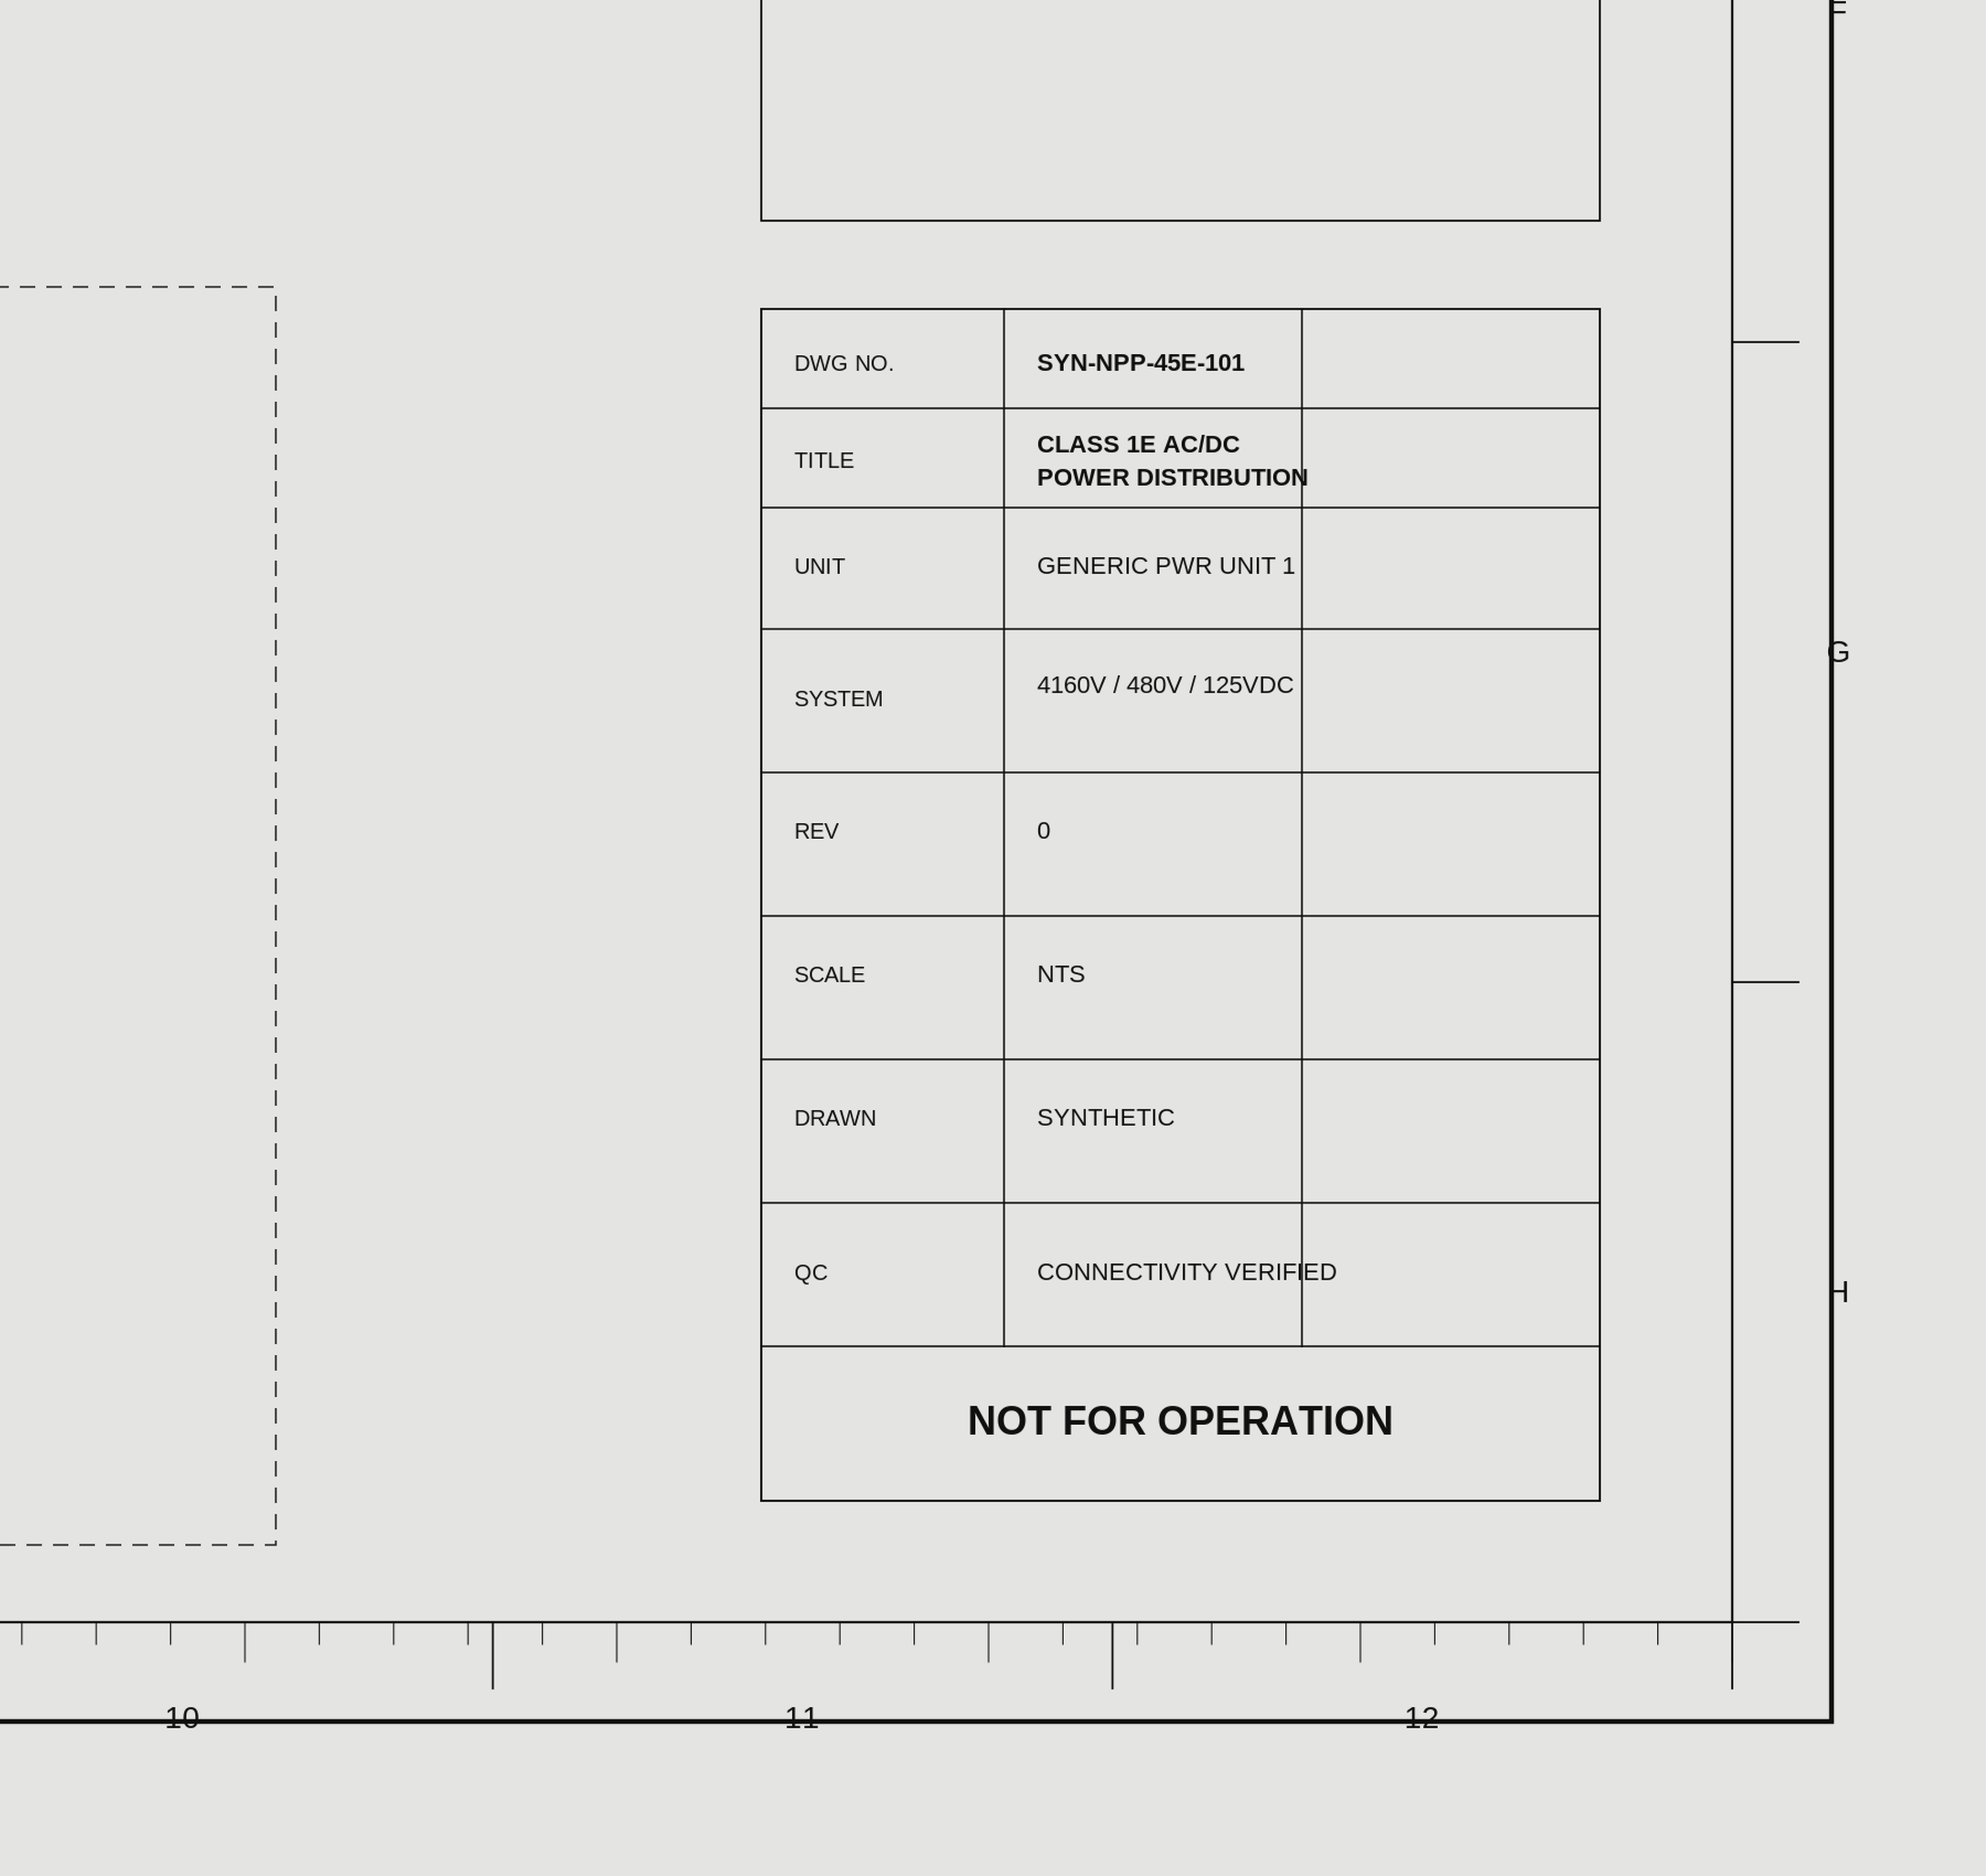 DWG NO. SYN-NPP-45E-101
TITLE CLASS 1E AC/DC
POWER DISTRIBUTION
UNIT GENERIC PWR UNIT 1
G
SYSTEM 4160V / 480V / 125VDC
REV 0
SCALE NTS
DRAWN SYNTHETIC
QC CONNECTIVITY VERIFIED
H
NOT FOR OPERATION
10 11 12